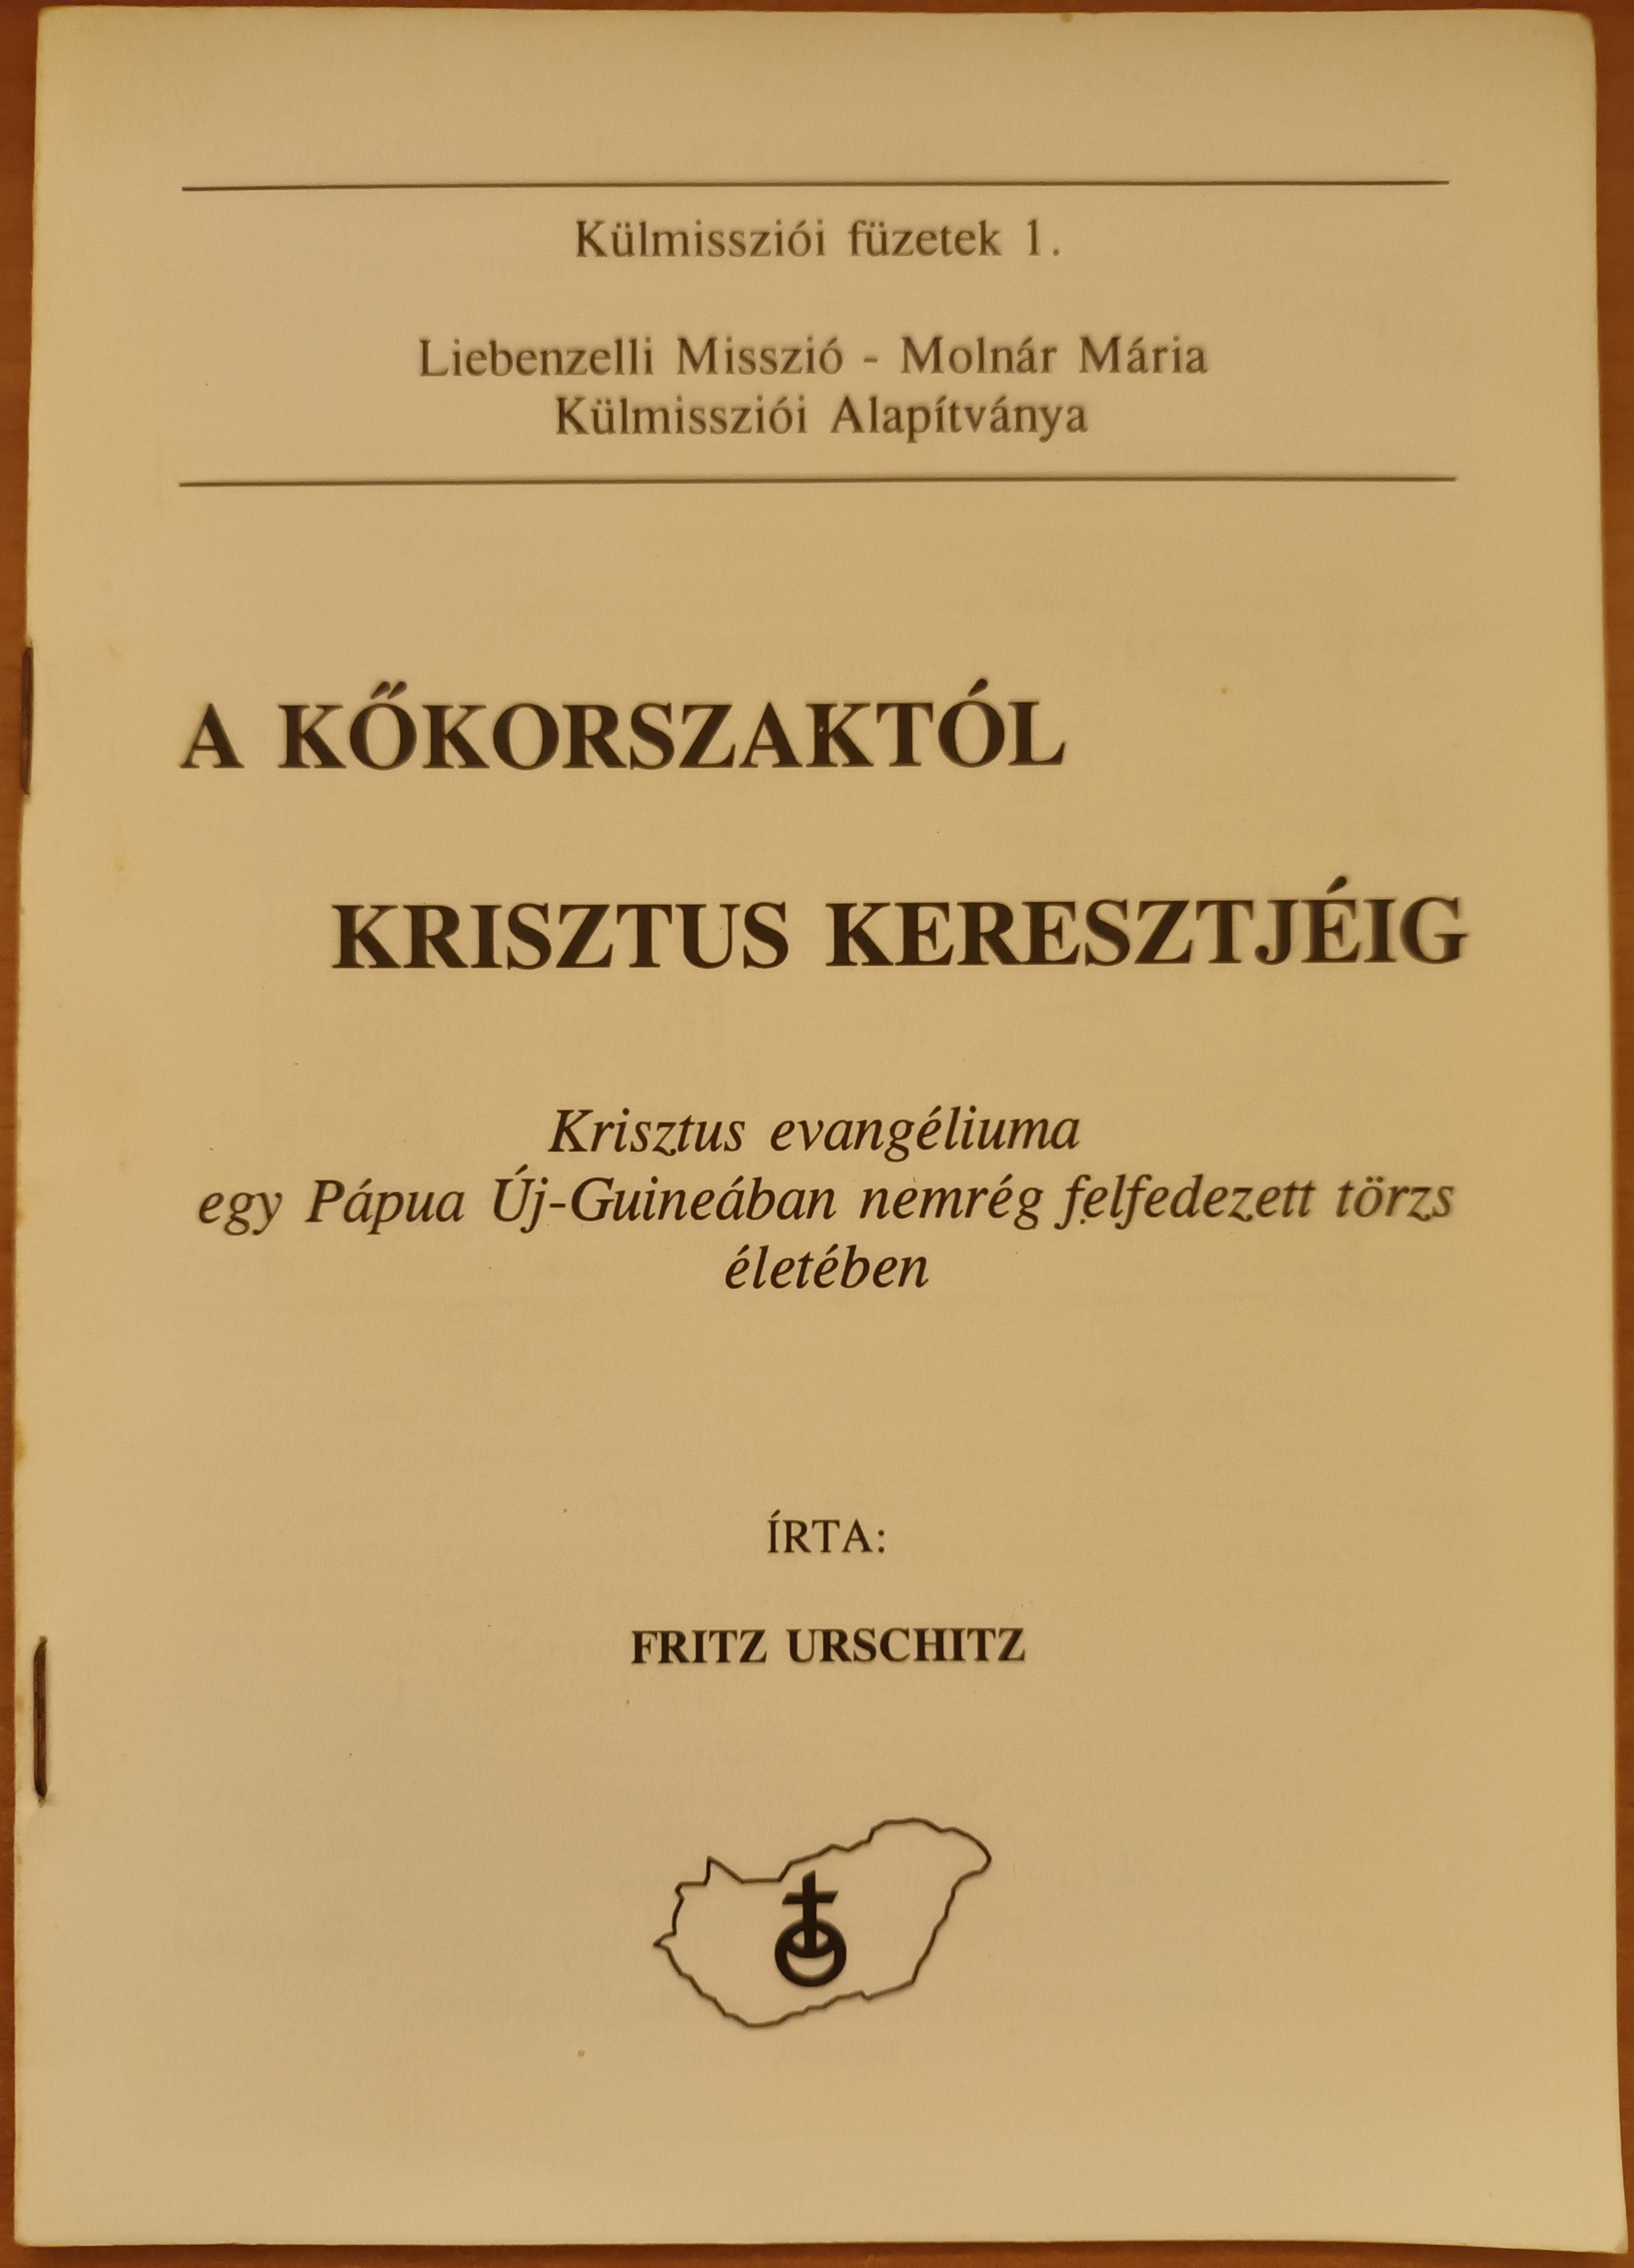 Külmissziói füzetek 1.
Liebenzelli Misszió - Molnár Mária
Külmissziói Alapítványa
A KŐKORSZAKTÓL
KRISZTUS KERESZTJÉIG
Krisztus evangéliuma
egy Pápua Új-Guineában nemrég felfedezett törzs
életében
ÍRTA:
FRITZ URSCHITZ